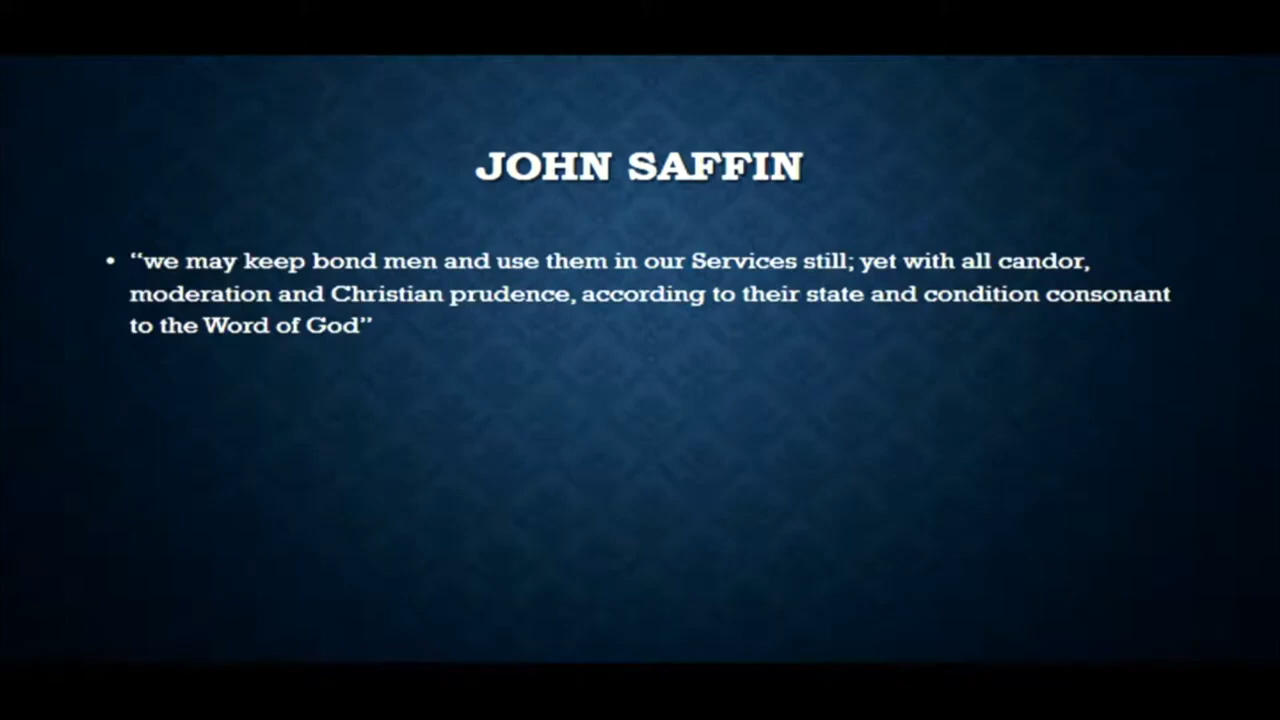 JOHN SAFFIN
• “we may keep bond men and use them in our Services still; yet with all candor,
moderation and Christian prudence, according to their state and condition consonant
to the Word of God”